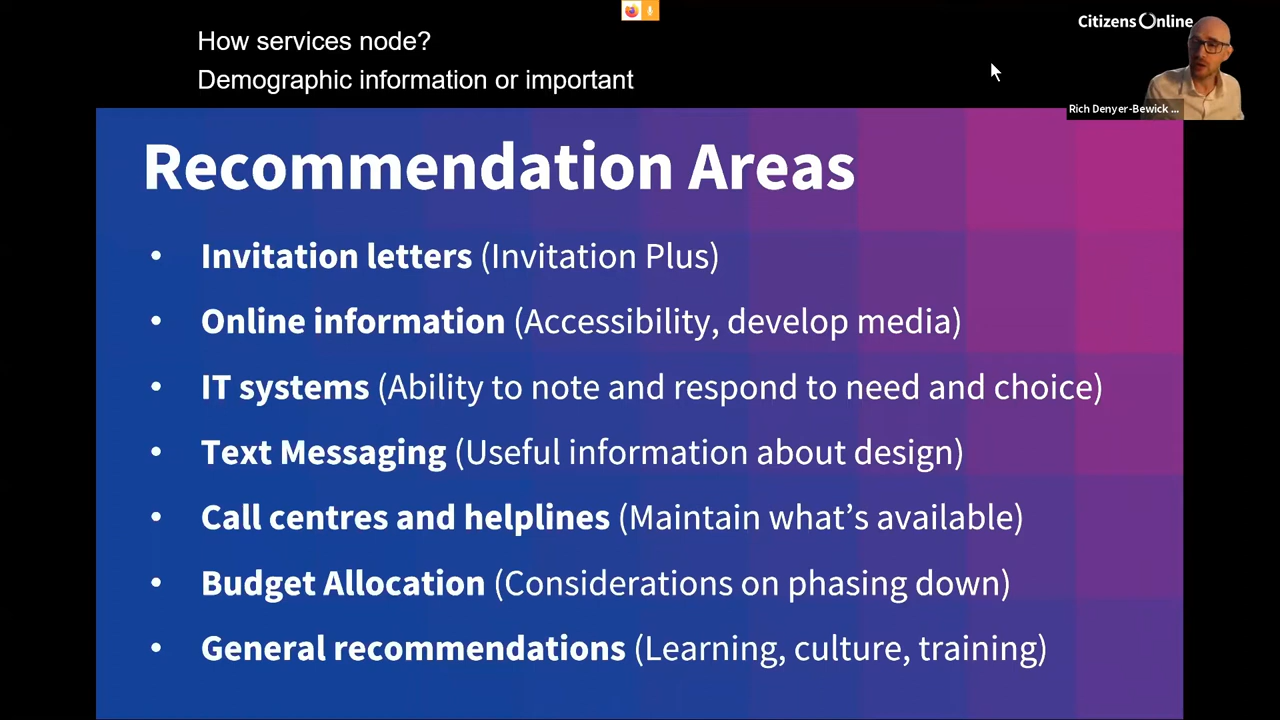 How services node?
Demographic information or important
Citizens Online
Rich Denyer-Bewick ...
Recommendation Areas
• Invitation letters (Invitation Plus)
• Online information (Accessibility, develop media)
• IT systems (Ability to note and respond to need and choice)
• Text Messaging (Useful information about design)
• Call centres and helplines (Maintain what’s available)
• Budget Allocation (Considerations on phasing down)
• General recommendations (Learning, culture, training)